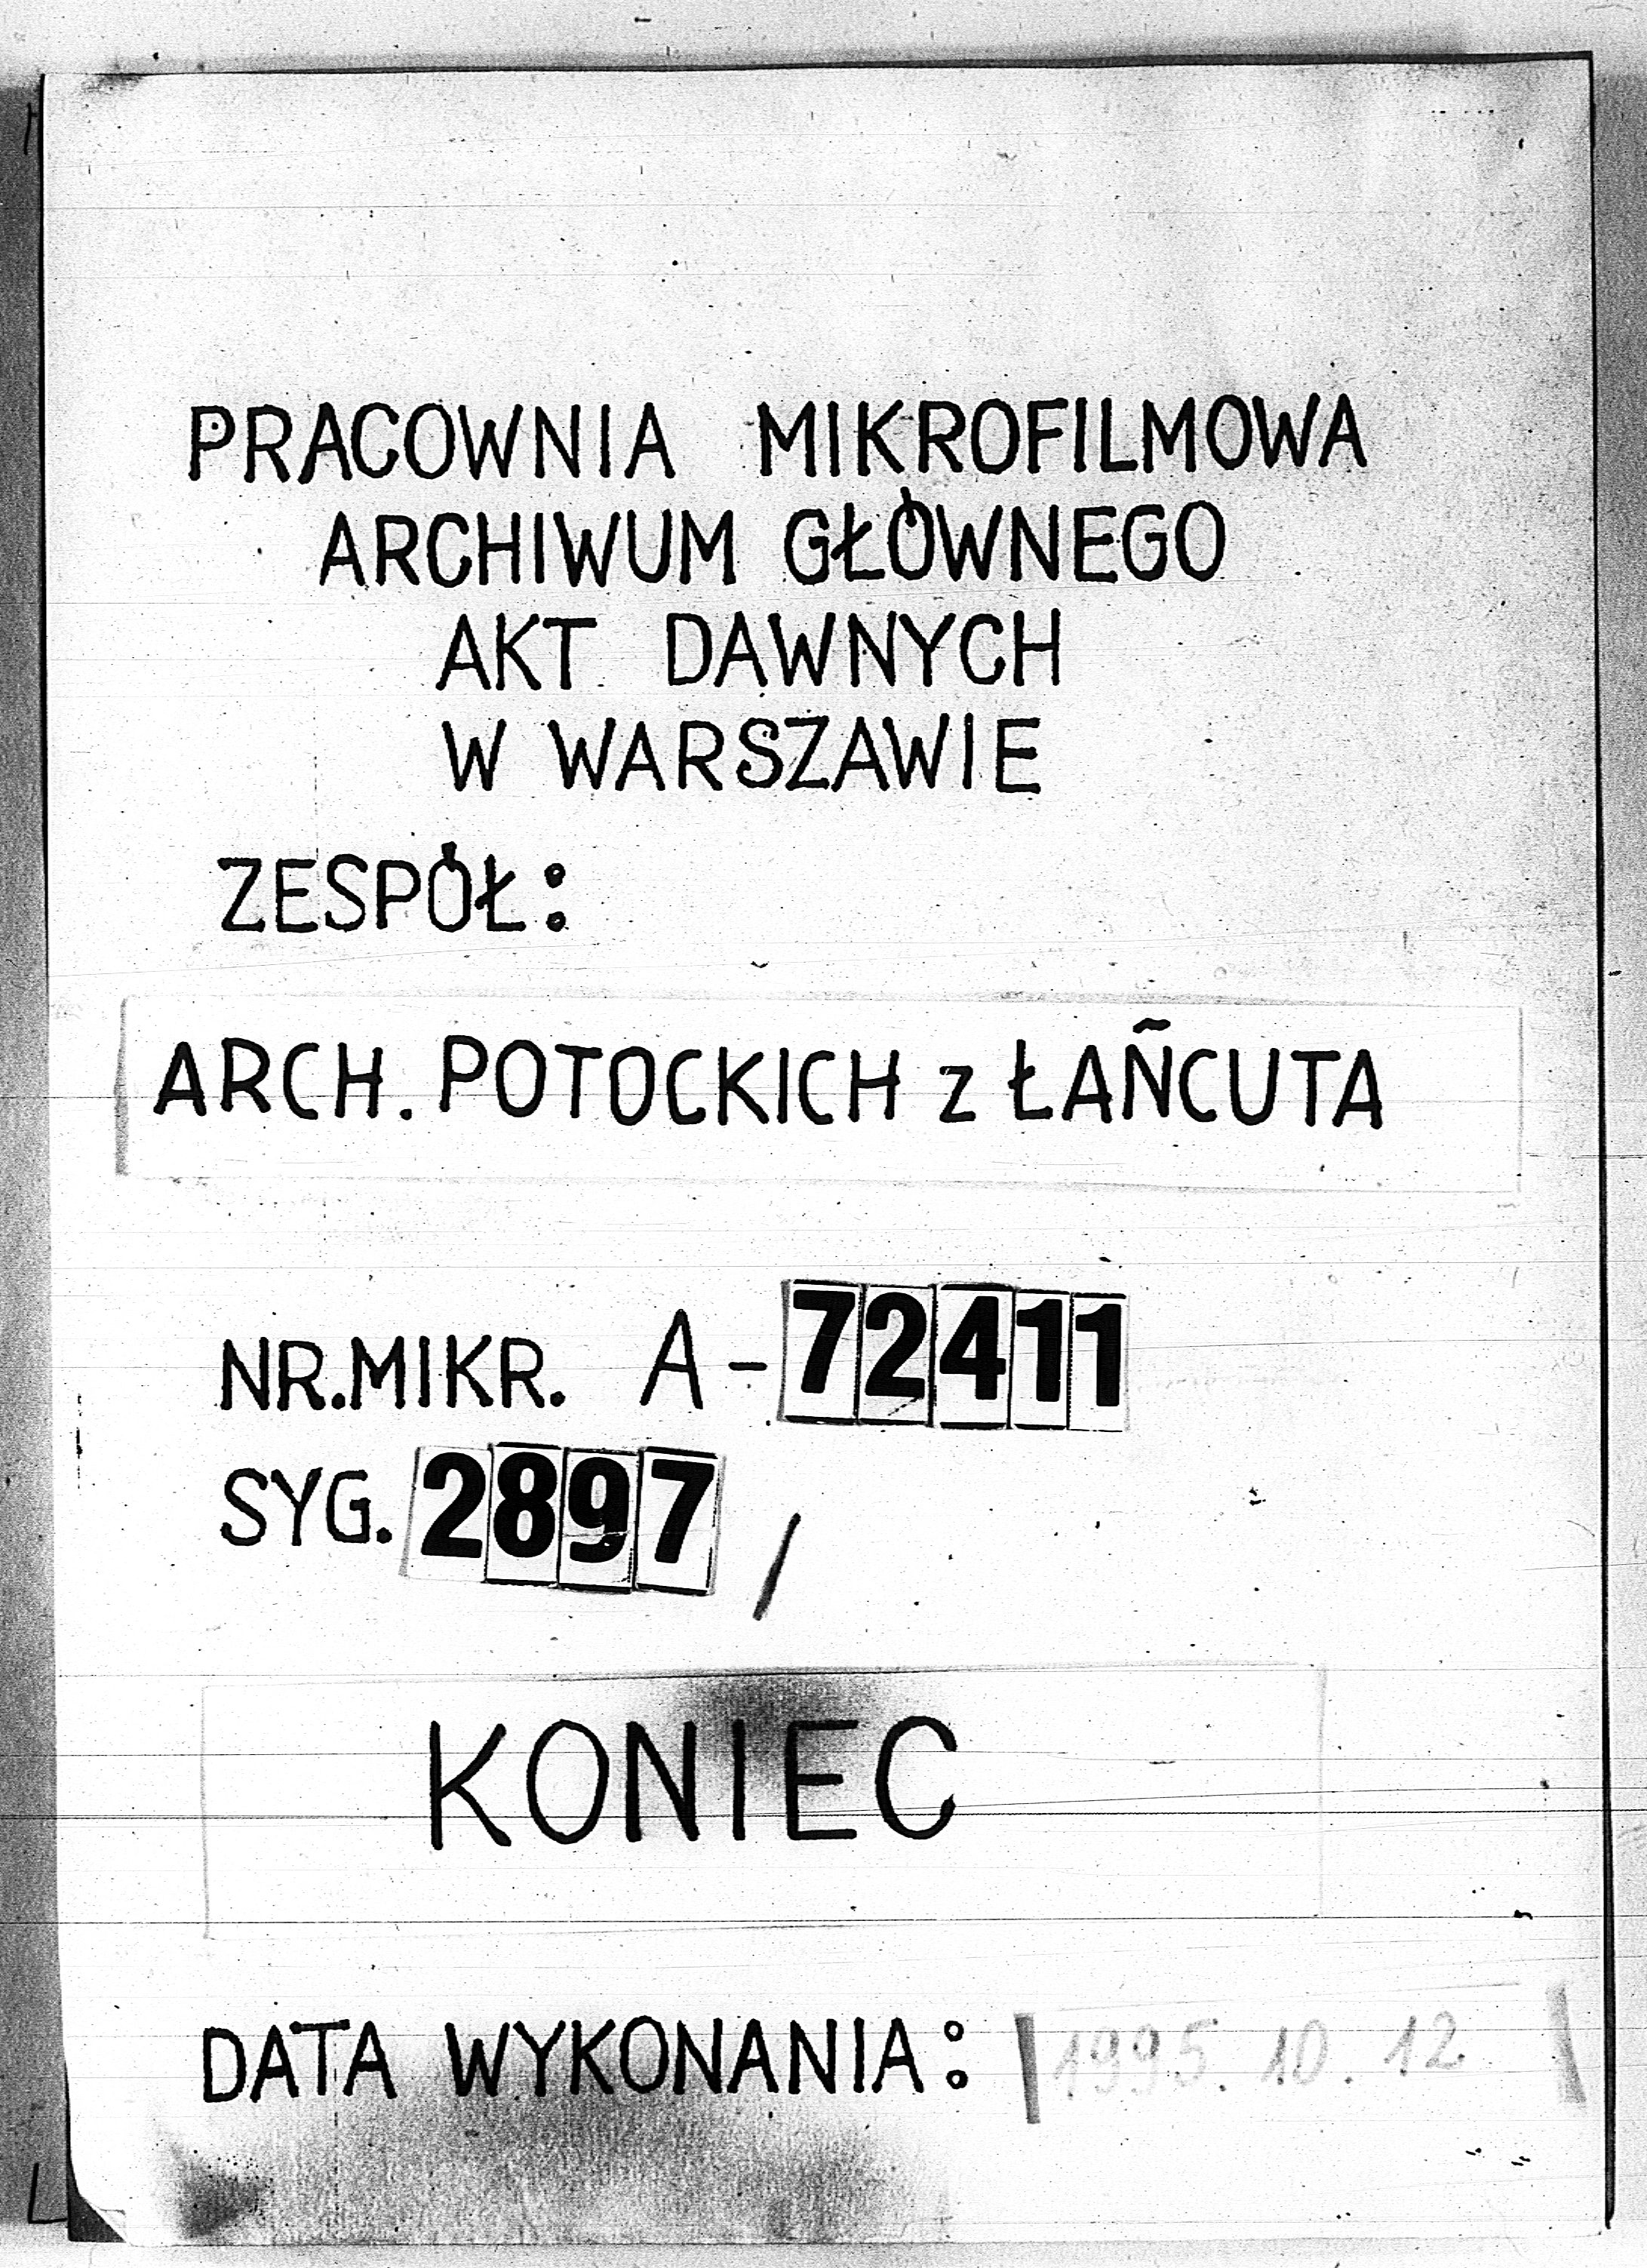 PRACOWNIA MIKROFILMOWA
ARCHIWUM GŁÓWNEGO
AKT DAWNYCH
W WARSZAWIE
ZESPÓŁ:
ARCH. POTOCKICH z ŁAÑCUTA
NR.MIKR. A-72411
SYG. 2897/
KONIEC
DATA WYKONANIA: 1995.10.12